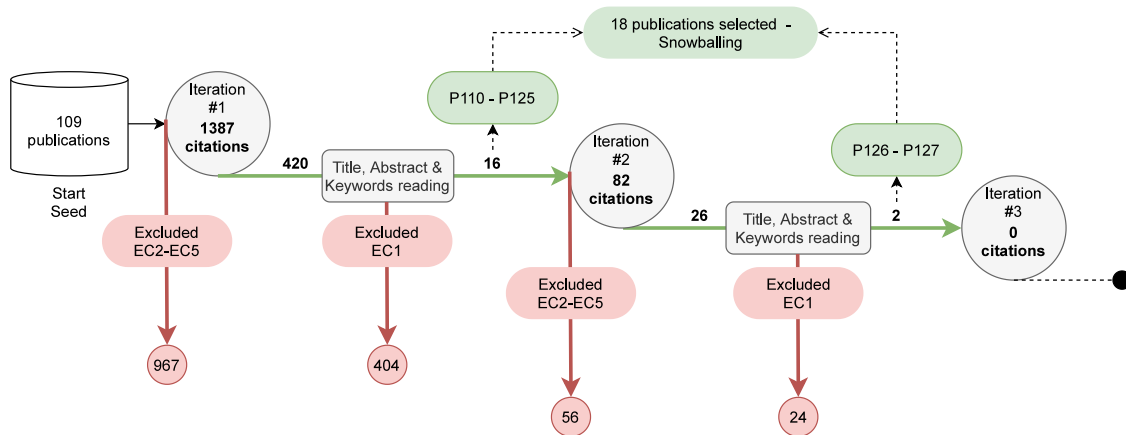 18 publications selected -
Snowballing
109
publications
Start
Seed
Iteration
#1
1387
citations
Excluded
EC2-EC5
967
420
Title, Abstract &
Keywords reading
Excluded
EC1
404
16
P110 - P125
Iteration
#2
82
citations
Excluded
EC2-EC5
56
26
Title, Abstract &
Keywords reading
Excluded
EC1
24
2
P126 - P127
Iteration
#3
0
citations